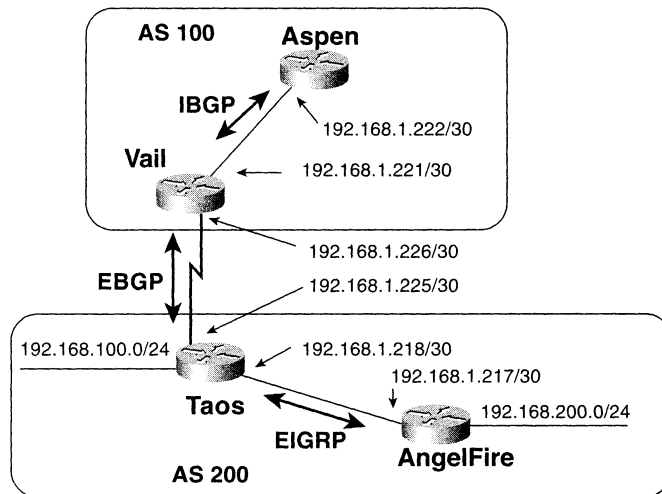 AS 100
Aspen
IBGP
192.168.1.222/30
Vail
192.168.1.221/30
192.168.1.226/30
EBGP
192.168.1.225/30
192.168.100.0/24
192.168.1.218/30
192.168.1.217/30
Taos
192.168.200.0/24
EIGRP
AngelFire
AS 200